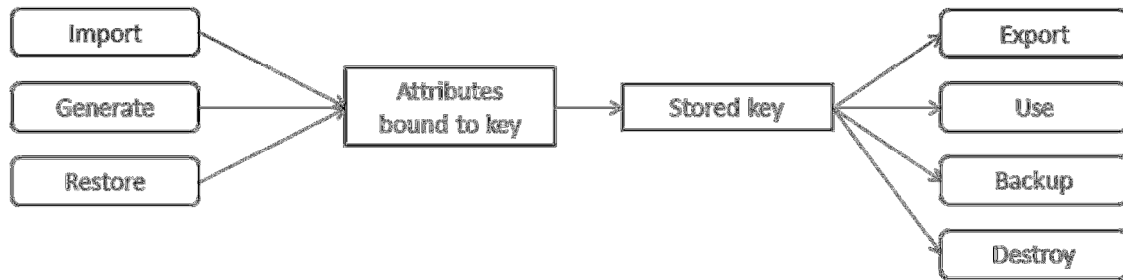 Import
Generate
Restore
Attributes
bound to key
Stored key
Export
Use
Backup
Destroy